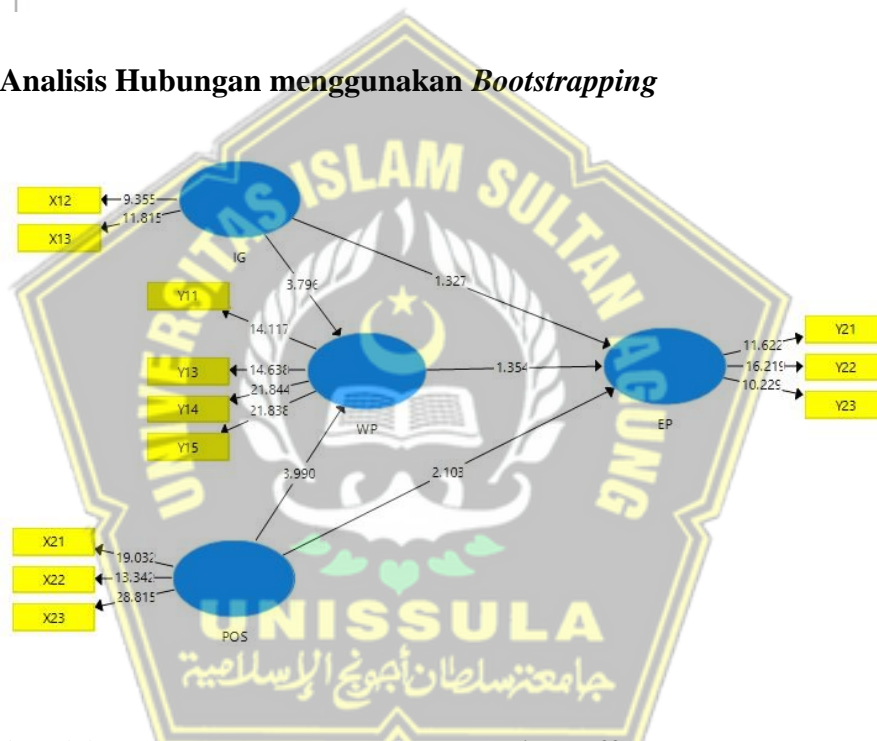 Analisis Hubungan menggunakan Bootstrapping
UNIVERSITAS ISLAM SULTAN AGUNG
X12
9.355
X13
11.815
IG
3.796
1.327
Y11
14.117
Y13
14.638
Y14
21.844
Y15
21.838
WP
1.354
EP
11.622
Y21
16.219
Y22
10.229
Y23
3.990
2.103
X21
19.032
X22
13.342
X23
28.815
POS
UNISSULA
جامعتنسلطان أجونج الإسلامية